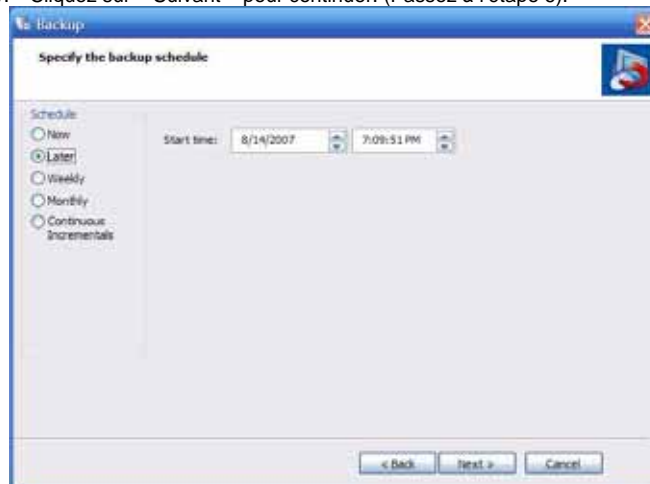 Cliquez sur « Suivant » pour continuer. (Passez à l'étape
Backup
Specify the backup schedule
Schedule
Now
Start time: 8/14/2007 7:09:51 PM
Later
Weekly
Monthly
Continuous
Incrementals
< Back Next > Cancel